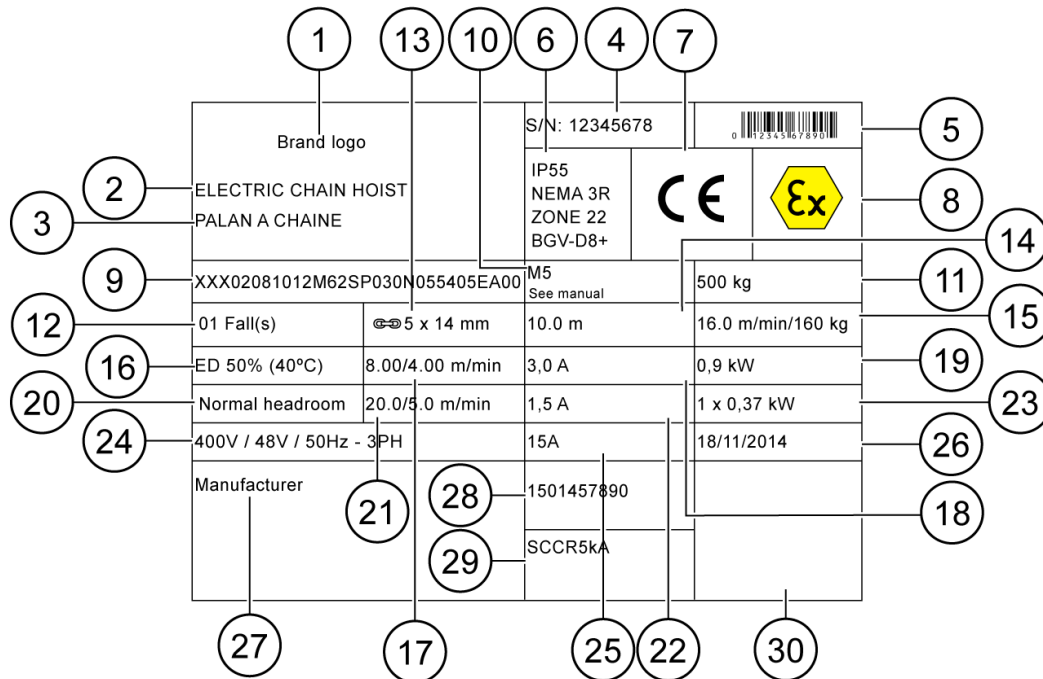 1 13 10 6 4 7
S/N: 12345678
0 12345 67890
5
Brand logo
IP55
NEMA 3R
ZONE 22
BGV-D8+
CE
Ex
2
ELECTRIC CHAIN HOIST
8
3
PALAN A CHAINE
14
9
XXX02081012M62SP030N055405EA00
M5
See manual
500 kg
11
12
01 Fall(s)
5 x 14 mm
10.0 m
16.0 m/min/160 kg
15
16
ED 50% (40ºC)
8.00/4.00 m/min
3,0 A
0,9 kW
19
20
Normal headroom
20.0/5.0 m/min
1,5 A
1 x 0,37 kW
23
24
400V / 48V / 50Hz - 3PH
15A
18/11/2014
26
Manufacturer
21
28
1501457890
18
29
SCCR5kA
27 17 25 22 30